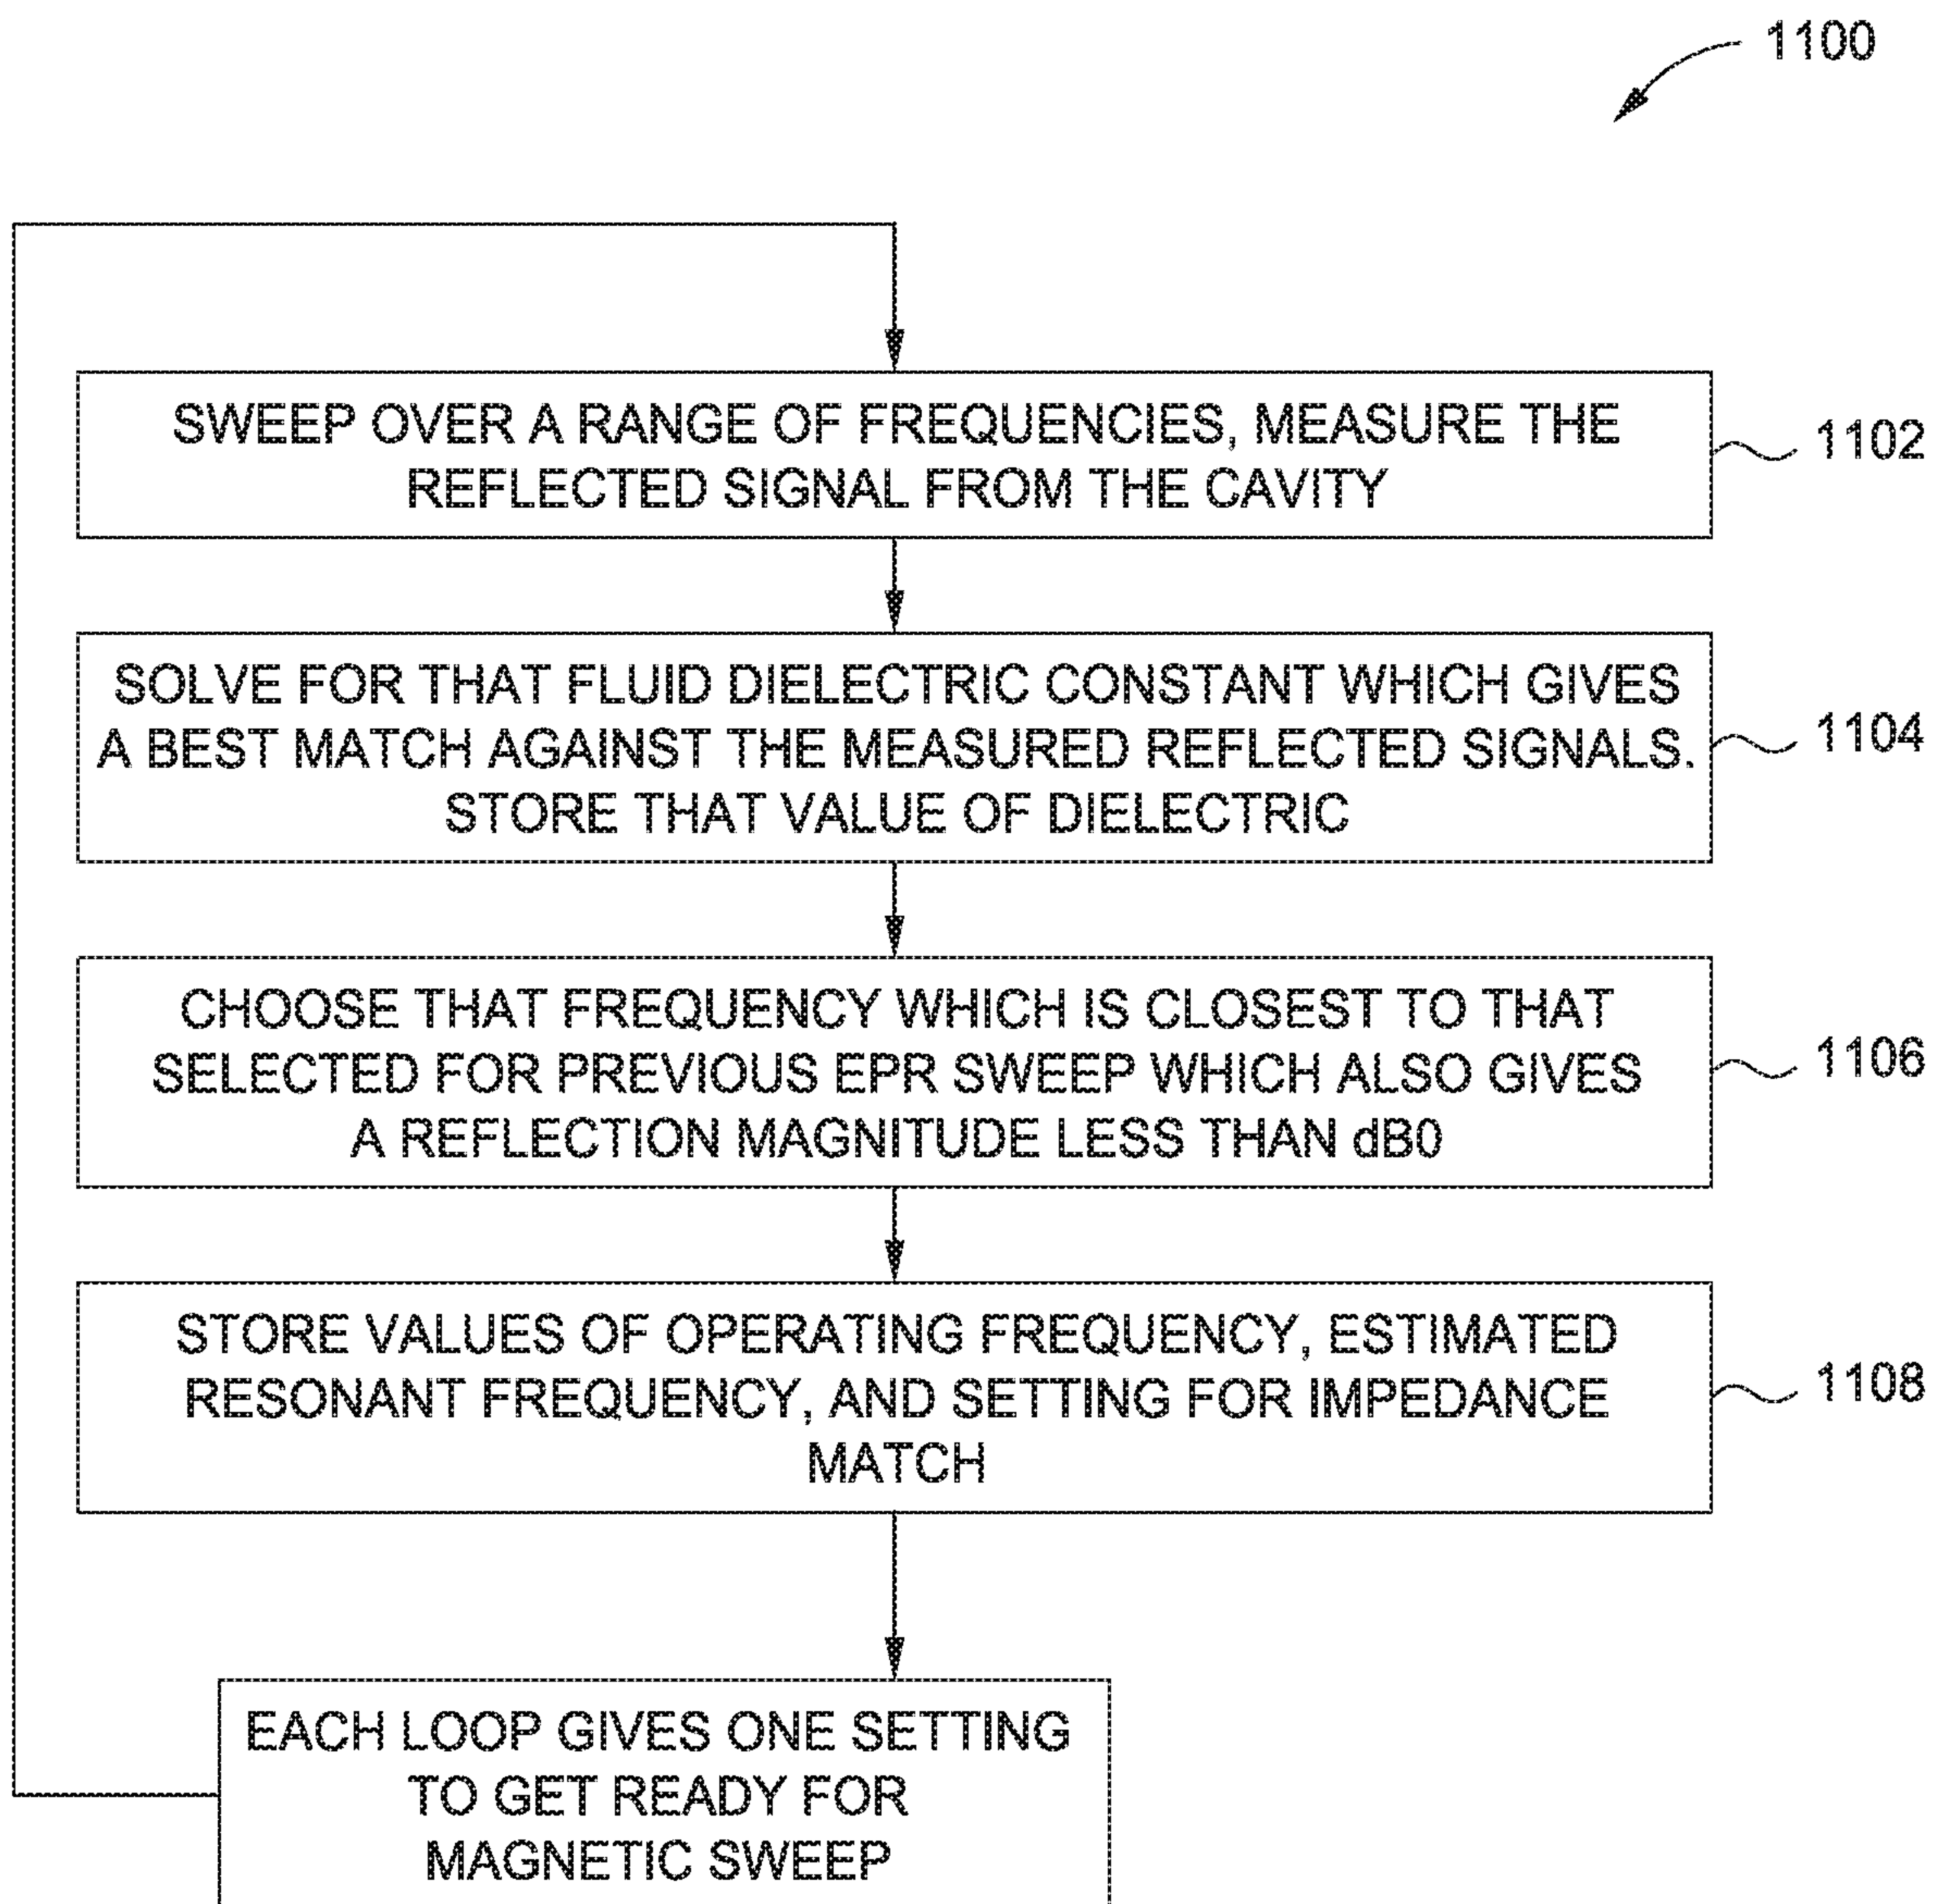 1100
SWEEP OVER A RANGE OF FREQUENCIES, MEASURE THE
REFLECTED SIGNAL FROM THE CAVITY
1102
SOLVE FOR THAT FLUID DIELECTRIC CONSTANT WHICH GIVES
A BEST MATCH AGAINST THE MEASURED REFLECTED SIGNALS.
STORE THAT VALUE OF DIELECTRIC
1104
CHOOSE THAT FREQUENCY WHICH IS CLOSEST TO THAT
SELECTED FOR PREVIOUS EPR SWEEP WHICH ALSO GIVES
A REFLECTION MAGNITUDE LESS THAN dB0
1106
STORE VALUES OF OPERATING FREQUENCY, ESTIMATED
RESONANT FREQUENCY, AND SETTING FOR IMPEDANCE
MATCH
1108
EACH LOOP GIVES ONE SETTING
TO GET READY FOR
MAGNETIC SWEEP